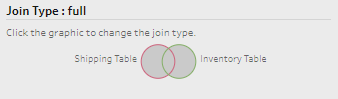 Join Type : full
Click the graphic to change the join type.
Shipping Table Inventory Table